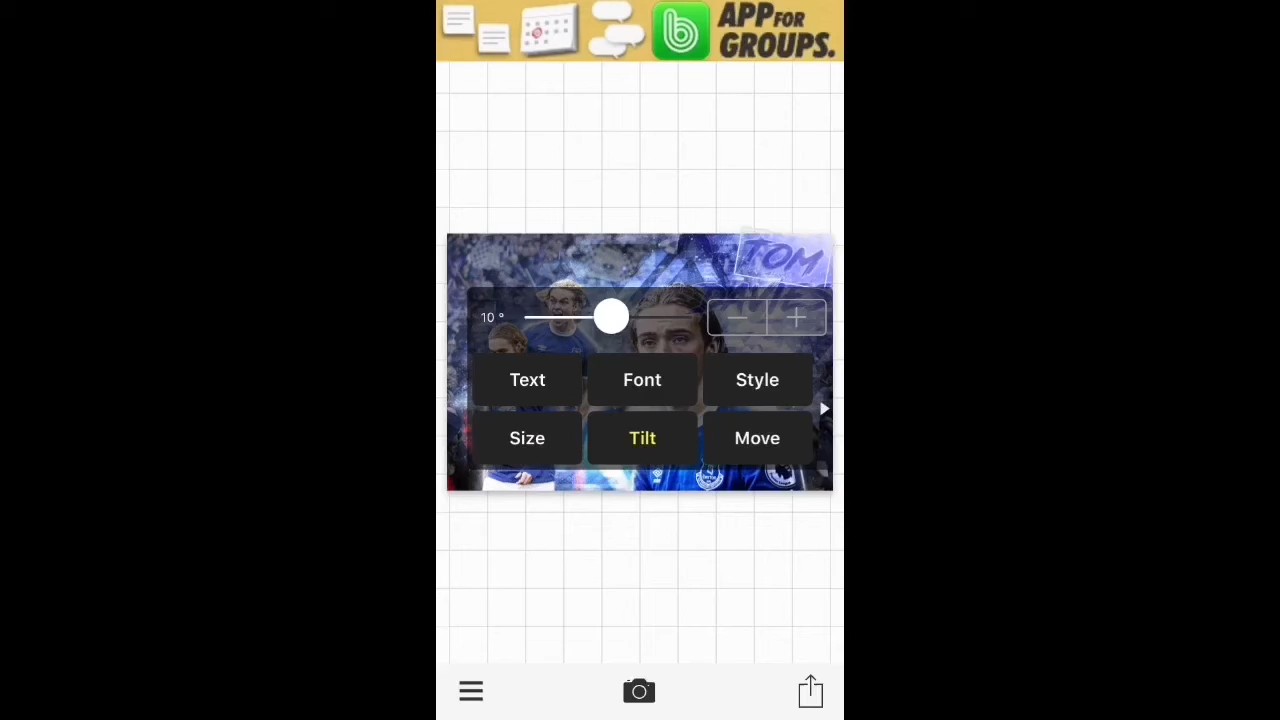 APP FOR
GROUPS.
TOM
10 °
Text
Font
Style
Size
Tilt
Move